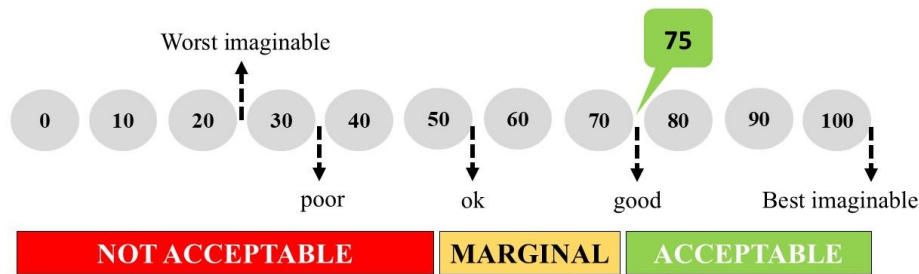 75
Worst imaginable
0 10 20 30 40 50 60 70 80 90 100
poor ok good Best imaginable
NOT ACCEPTABLE MARGINAL ACCEPTABLE